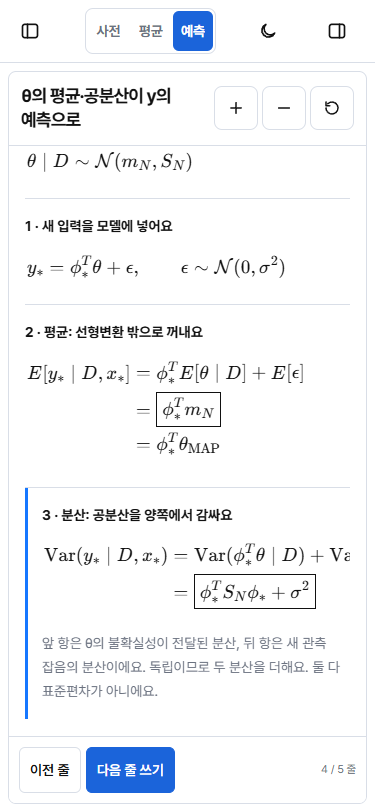 사전 평균 예측
θ의 평균·공분산이 y의
예측으로
θ | D ∼ 𝒩(m_N, S_N)
1 · 새 입력을 모델에 넣어요
y_* = ϕ_*^T θ + ϵ, ϵ ∼ 𝒩(0, σ^2)
2 · 평균: 선형변환 밖으로 꺼내요
E[y_* | D, x_*] = ϕ_*^T E[θ | D] + E[ϵ]
= ϕ_*^T m_N
= ϕ_*^T θ_MAP
3 · 분산: 공분산을 양쪽에서 감싸요
Var(y_* | D, x_*) = Var(ϕ_*^T θ | D) + Va
= ϕ_*^T S_N ϕ_* + σ^2
앞 항은 θ의 불확실성이 전달된 분산, 뒤 항은 새 관측
잡음의 분산이에요. 독립이므로 두 분산을 더해요. 둘 다
표준편차가 아니에요.
이전 줄 다음 줄 쓰기 4 / 5 줄